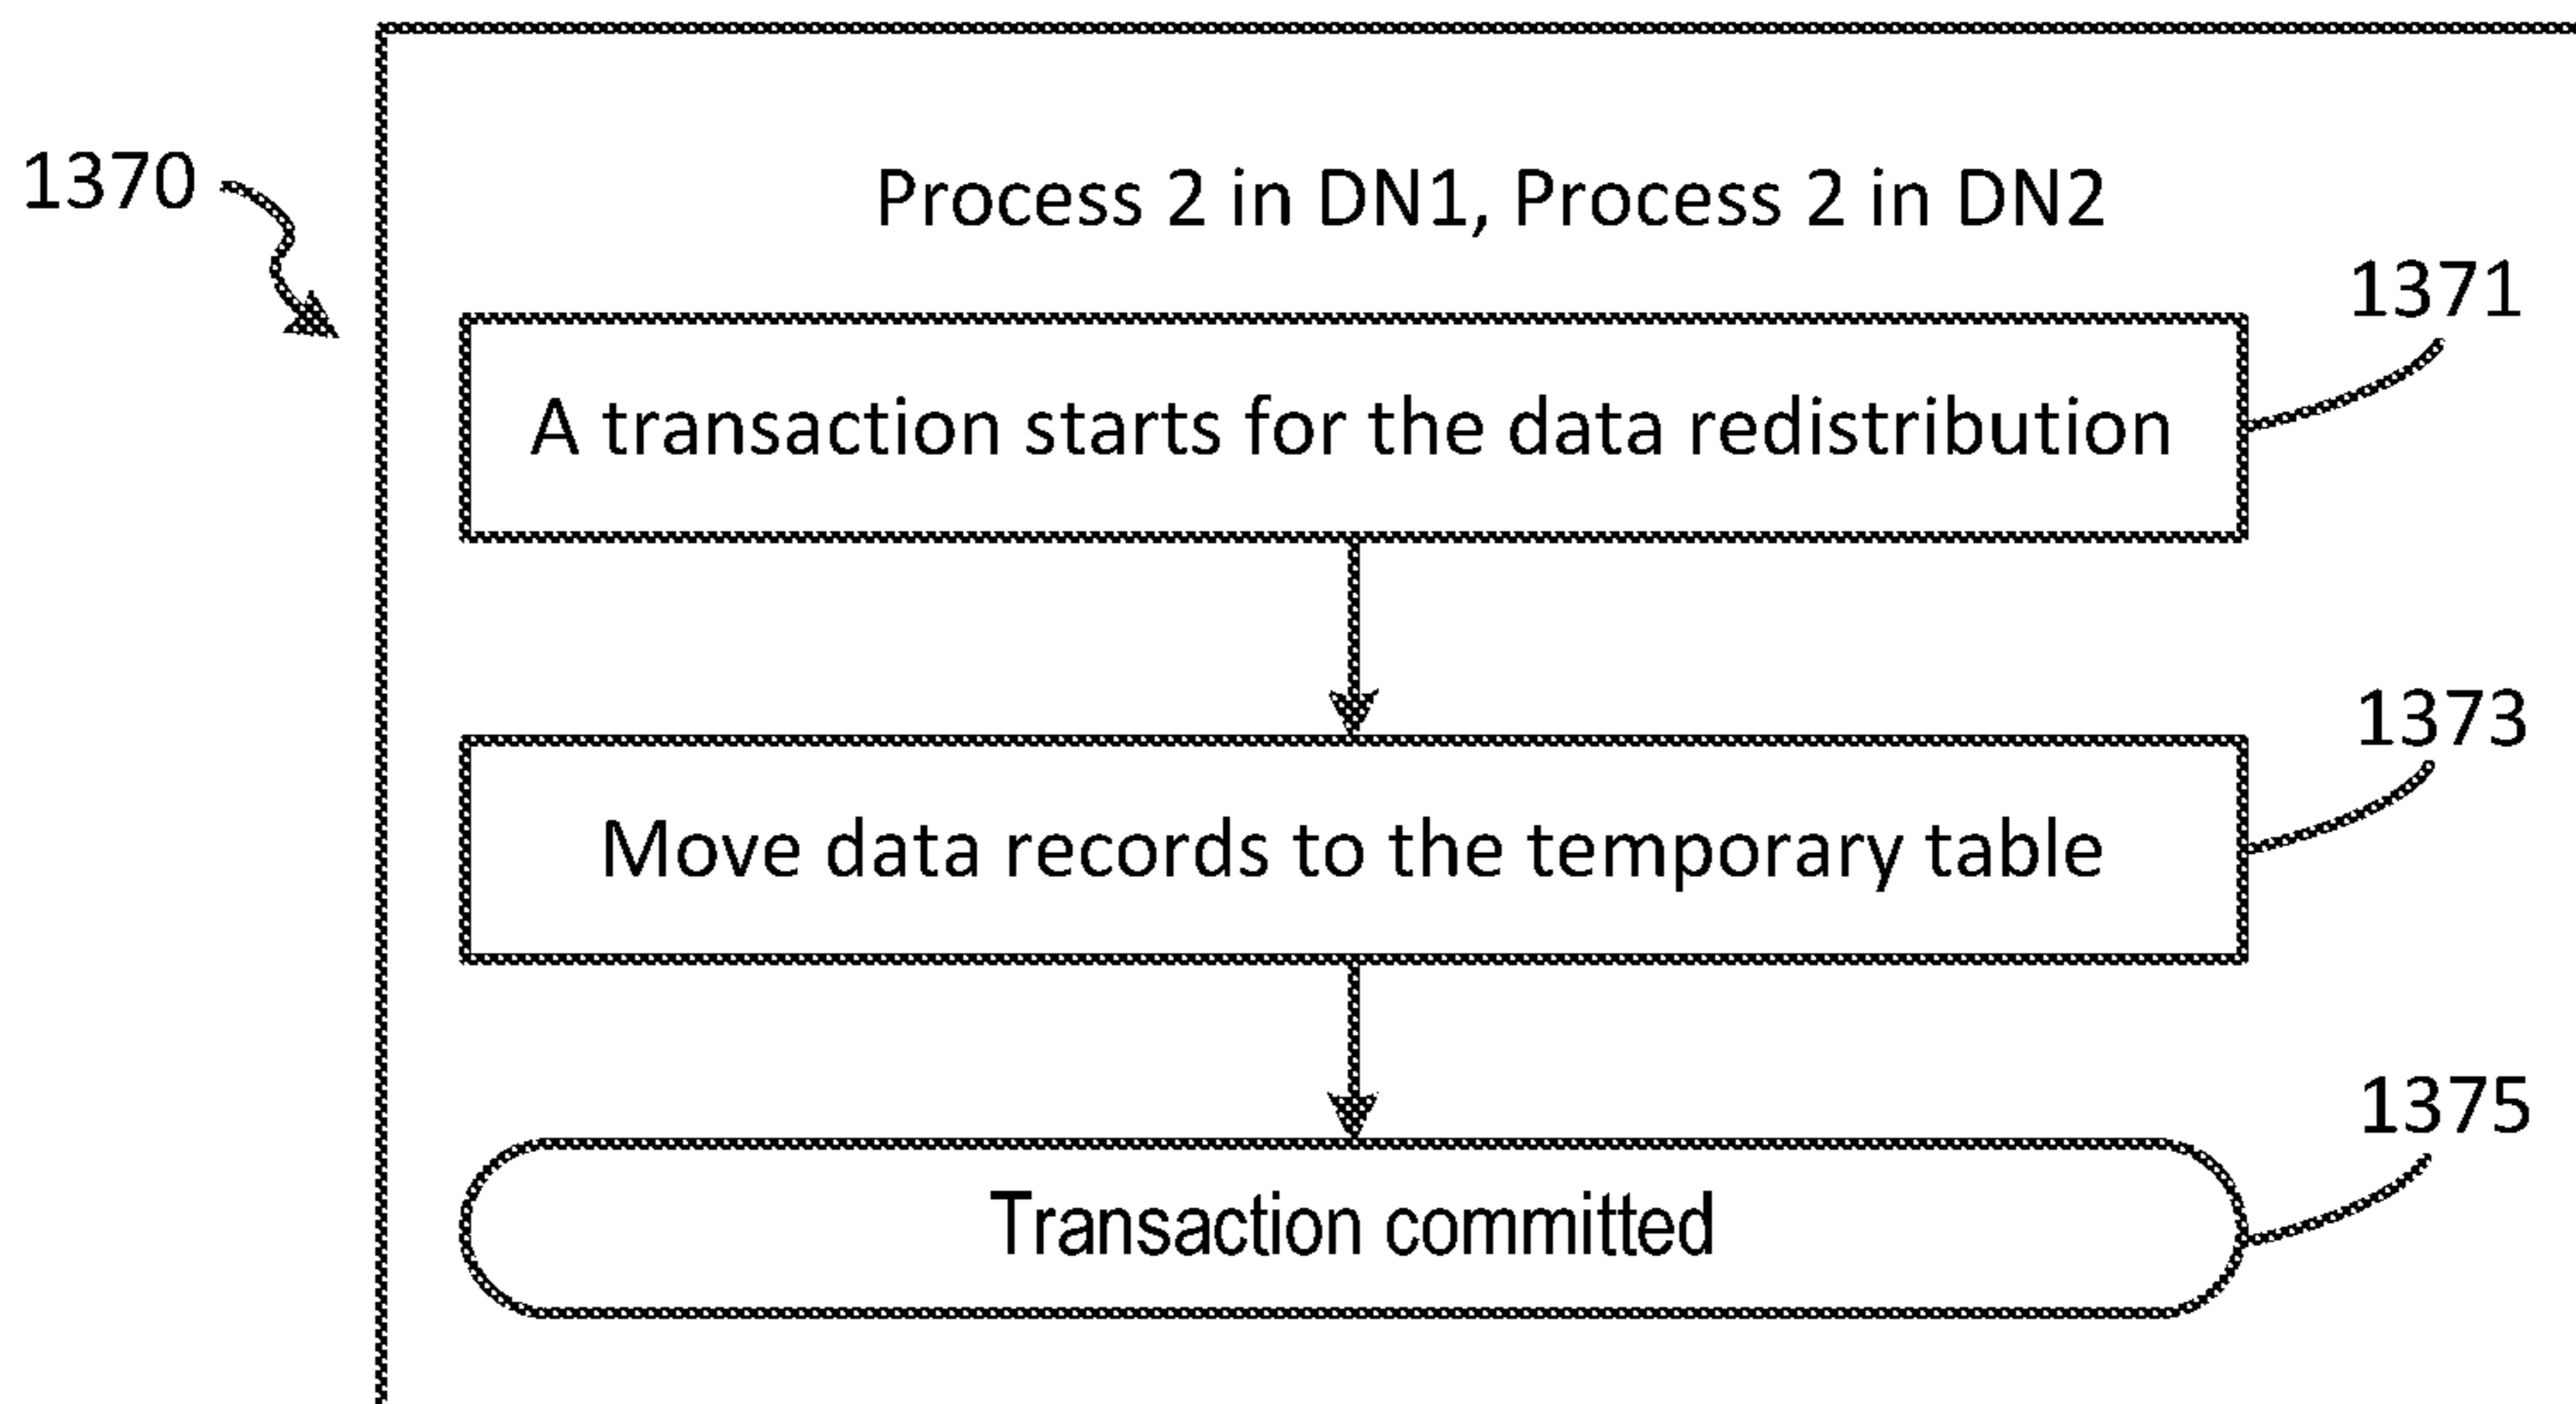 1370
Process 2 in DN1, Process 2 in DN2
1371
A transaction starts for the data redistribution
1373
Move data records to the temporary table
1375
Transaction committed